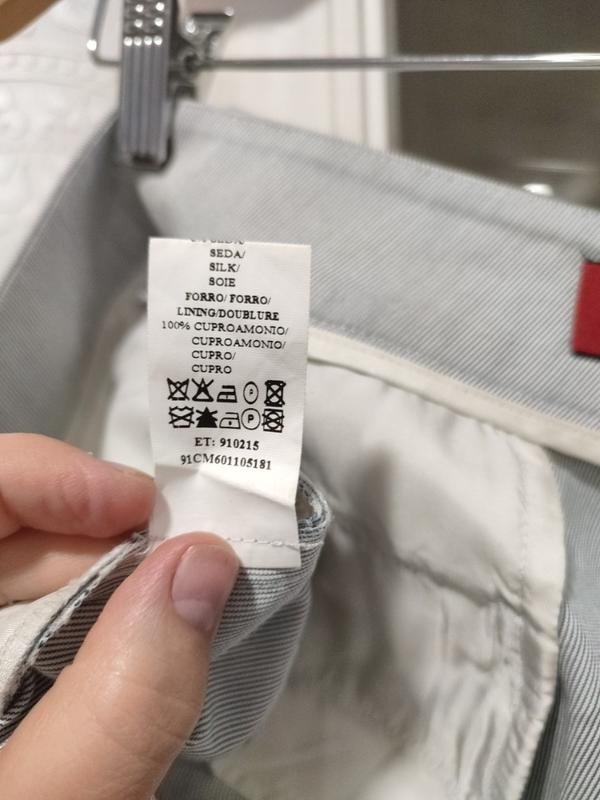 SEDA/
SILK/
SOIE
FORRO/ FORRO/
LINING/DOUBLURE
100% CUPROAMONIO/
CUPROAMONIO/
CUPRO/
CUPRO
P
P
ET: 910215
91CM601105181